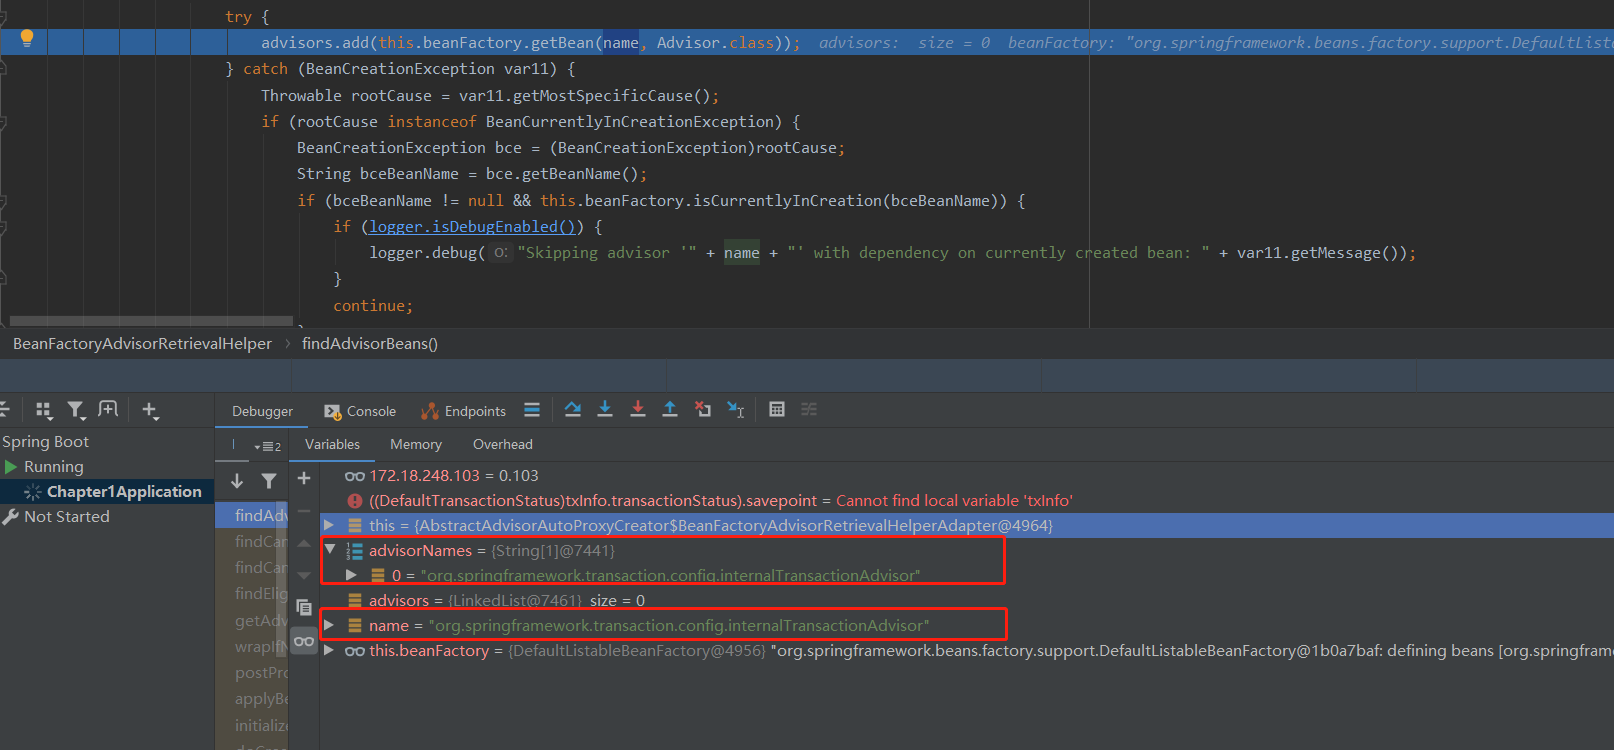 try {
advisors.add(this.beanFactory.getBean(name, Advisor.class)); advisors: size = 0 beanFactory: "org.springframework.beans.factory.support.DefaultLista
} catch (BeanCreationException var11) {
Throwable rootCause = var11.getMostSpecificCause();
if (rootCause instanceof BeanCurrentlyInCreationException) {
BeanCreationException bce = (BeanCreationException)rootCause;
String bceBeanName = bce.getBeanName();
if (bceBeanName != null && this.beanFactory.isCurrentlyInCreation(bceBeanName)) {
if (logger.isDebugEnabled()) {
logger.debug( o: "Skipping advisor '" + name + "' with dependency on currently created bean: " + var11.getMessage());
}
continue;
BeanFactoryAdvisorRetrievalHelper › findAdvisorBeans()
Debugger Console Endpoints
Spring Boot
Running
Chapter1Application
Not Started
2
Variables Memory Overhead
findAdv
findCan
findCan
findElig
getAdv
wrapIfN
postPro
applyBe
initialize
doCrea
172.18.248.103 = 0.103
((DefaultTransactionStatus)txInfo.transactionStatus).savepoint = Cannot find local variable 'txInfo'
this = {AbstractAdvisorAutoProxyCreator$BeanFactoryAdvisorRetrievalHelperAdapter@4964}
advisorNames = {String[1]@7441}
0 = "org.springframework.transaction.config.internalTransactionAdvisor"
advisors = {LinkedList@7461} size = 0
name = "org.springframework.transaction.config.internalTransactionAdvisor"
this.beanFactory = {DefaultListableBeanFactory@4956} "org.springframework.beans.factory.support.DefaultListableBeanFactory@1b0a7baf: defining beans [org.springfram